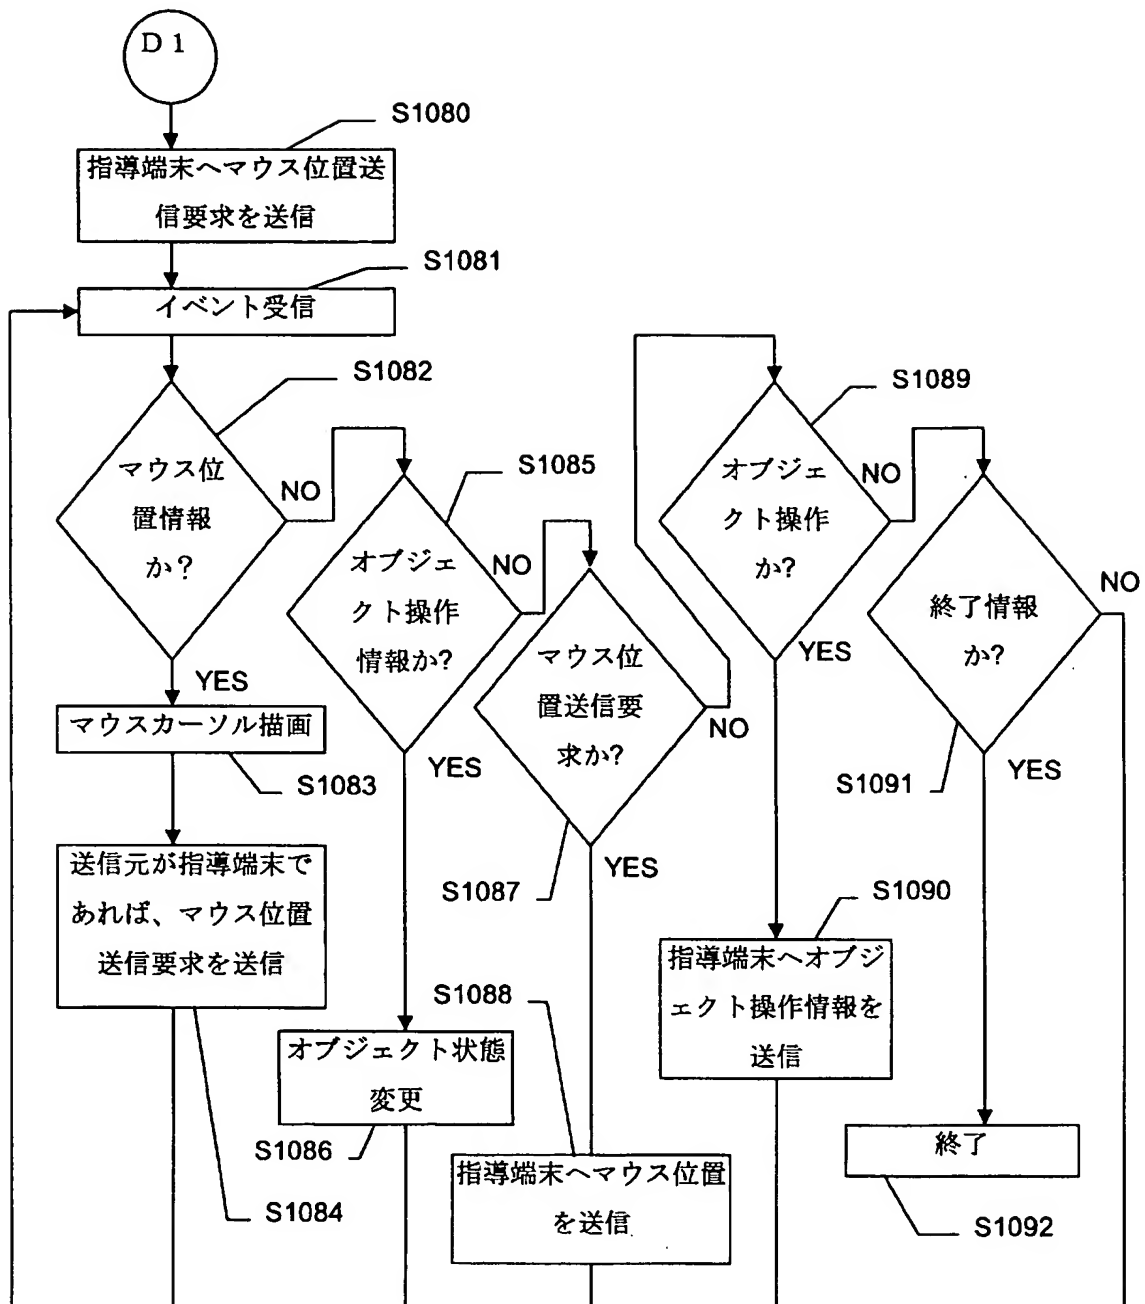 D 1
S1080
指導端末へマウス位置送
信要求を送信
S1081
イベント受信
S1082
マウス位
置情報
か?
NO
YES
マウスカーソル描画
S1083
送信元が指導端末で
あれば、マウス位置
送信要求を送信
S1084
S1085
オブジェ
クト操作
情報か?
NO
YES
オブジェクト状態
変更
S1086
マウス位
置送信要
求か?
NO
S1087
YES
S1088
指導端末へマウス位置
を送信
S1089
オブジェ
クト操作
か?
NO
YES
S1090
指導端末へオブジ
ェクト操作情報を
送信
終了情報
か?
NO
S1091
YES
終了
S1092